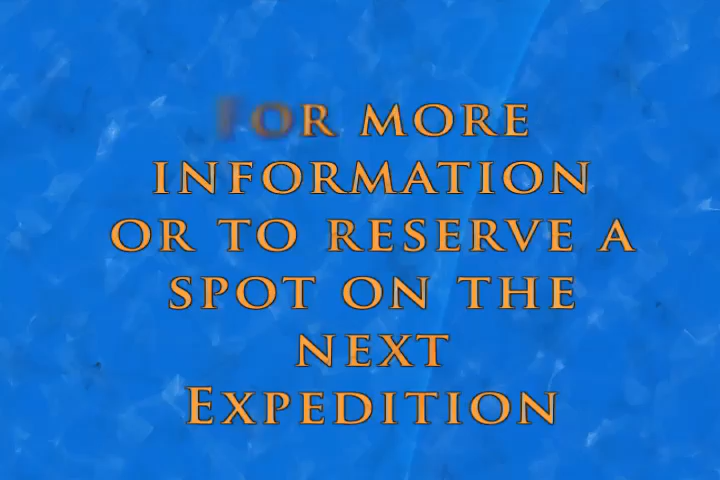 FOR MORE
INFORMATION
OR TO RESERVE A
SPOT ON THE
NEXT
EXPEDITION